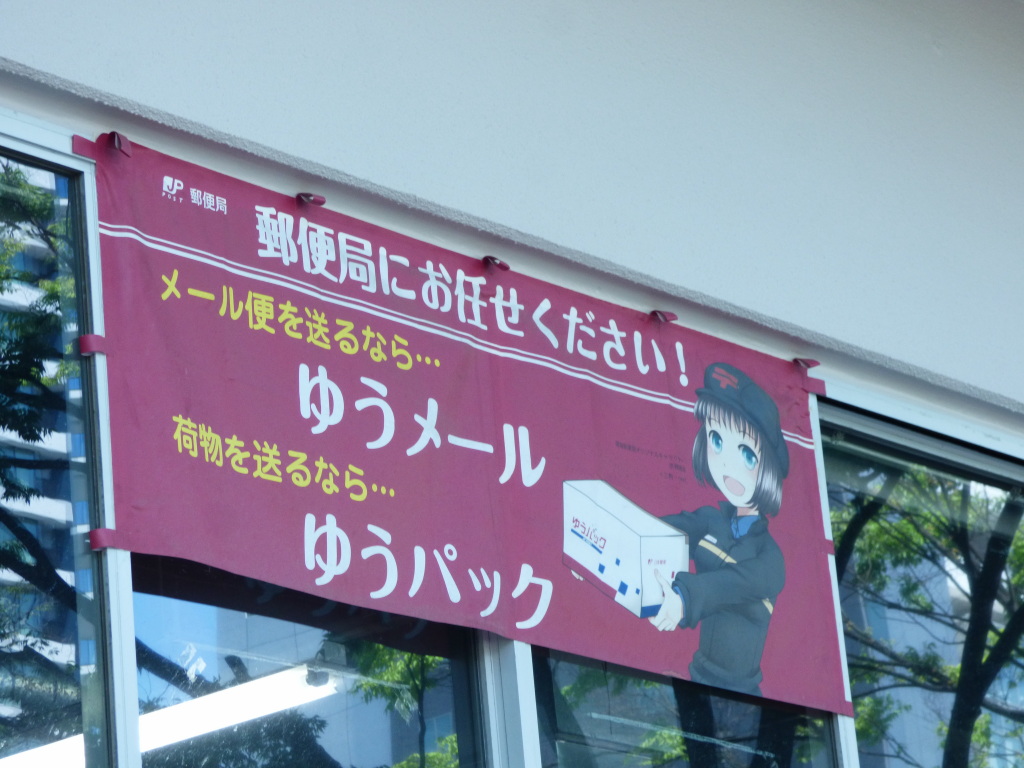 JP
POST 郵便局
郵便局にお任せください！
メール便を送るなら…
ゆうメール
荷物を送るなら…
ゆうパック
ゆうパック